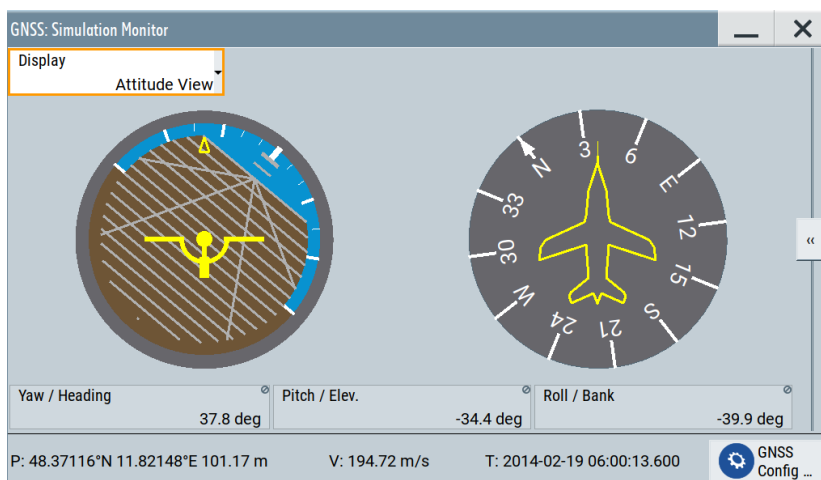 GNSS: Simulation Monitor
Display
Attitude View
N
3
6
E
12
15
S
21
24
W
30
33
«
Yaw / Heading
37.8 deg
Pitch / Elev.
-34.4 deg
Roll / Bank
-39.9 deg
P: 48.37116°N 11.82148°E 101.17 m
V: 194.72 m/s
T: 2014-02-19 06:00:13.600
GNSS
Config ...